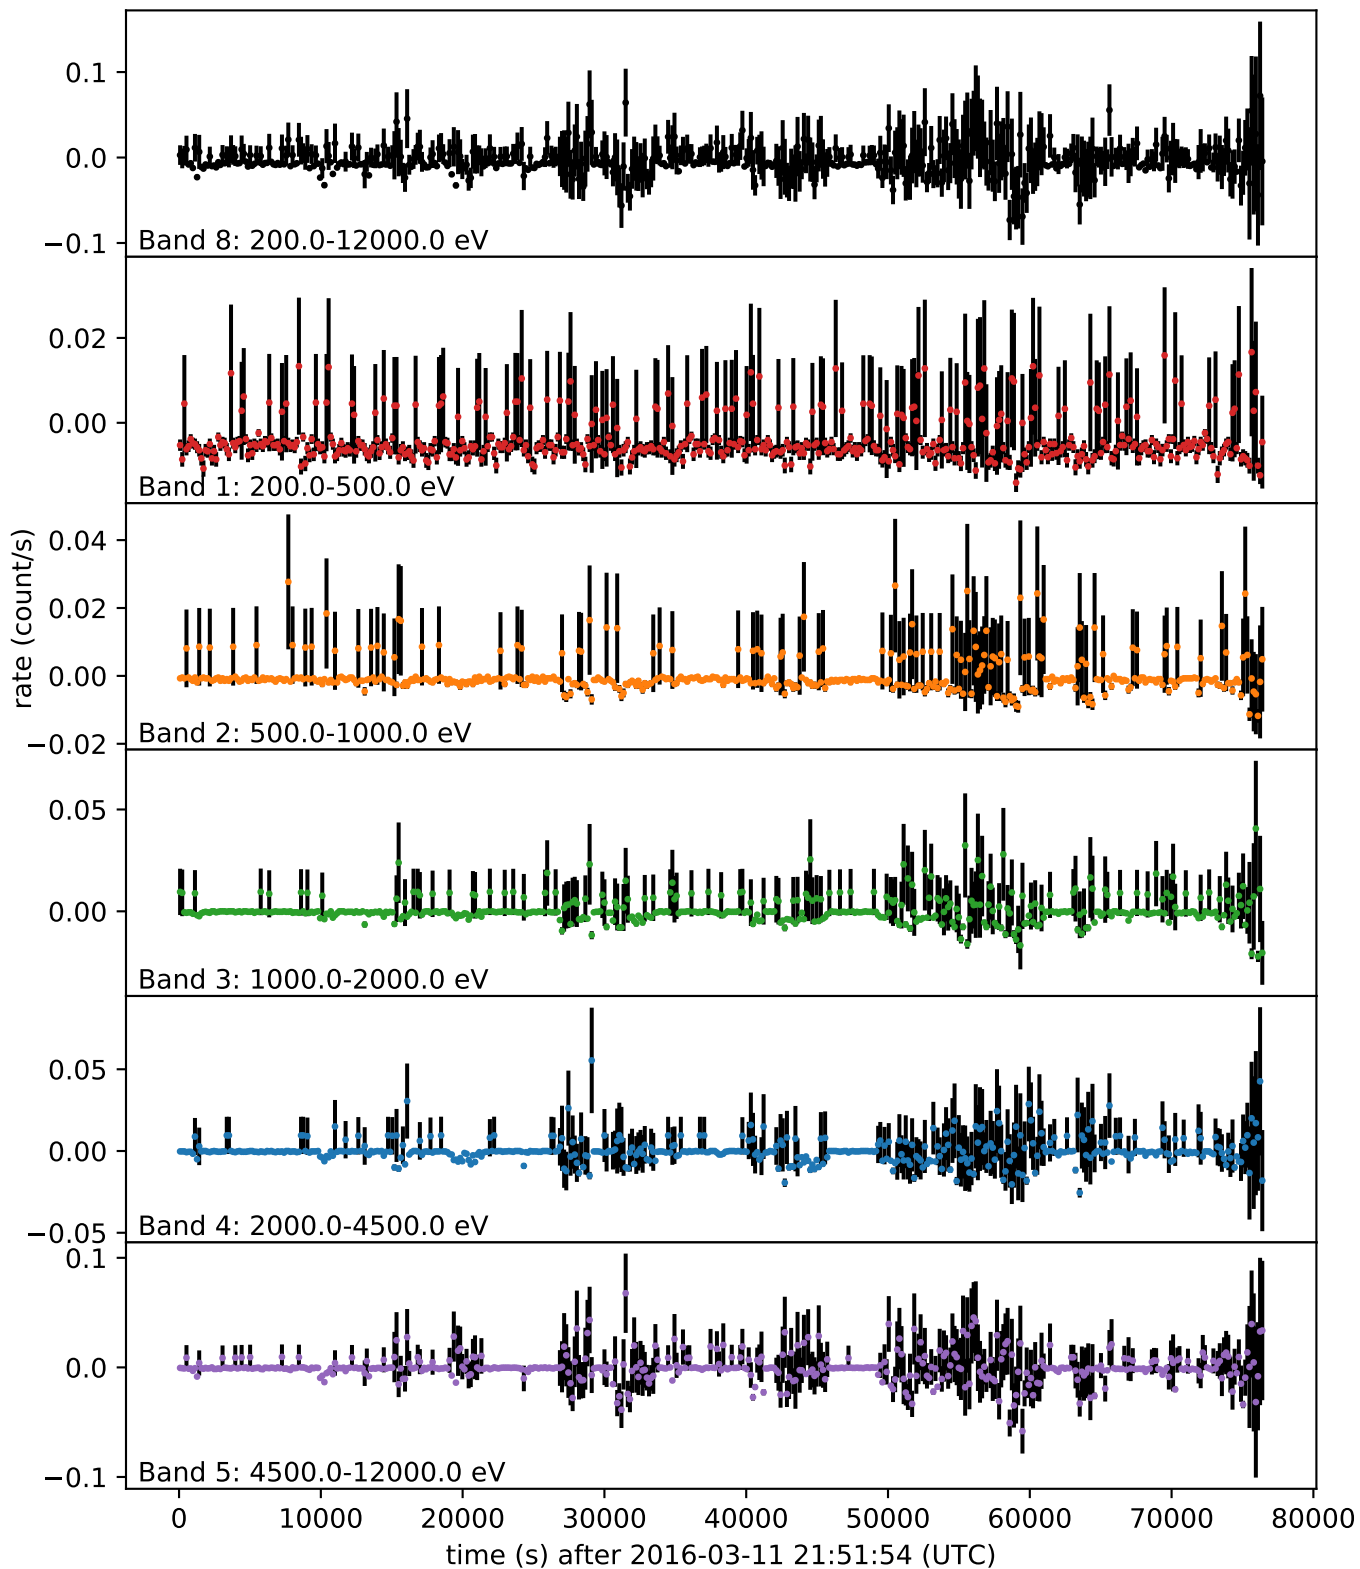 0.1
0.0
−0.1
Band 8: 200.0-12000.0 eV
0.02
0.00
Band 1: 200.0-500.0 eV
rate (count/s)
0.04
0.02
0.00
−0.02
Band 2: 500.0-1000.0 eV
0.05
0.00
Band 3: 1000.0-2000.0 eV
0.05
0.00
−0.05
Band 4: 2000.0-4500.0 eV
0.1
0.0
−0.1
Band 5: 4500.0-12000.0 eV
0 10000 20000 30000 40000 50000 60000 70000 80000
time (s) after 2016-03-11 21:51:54 (UTC)